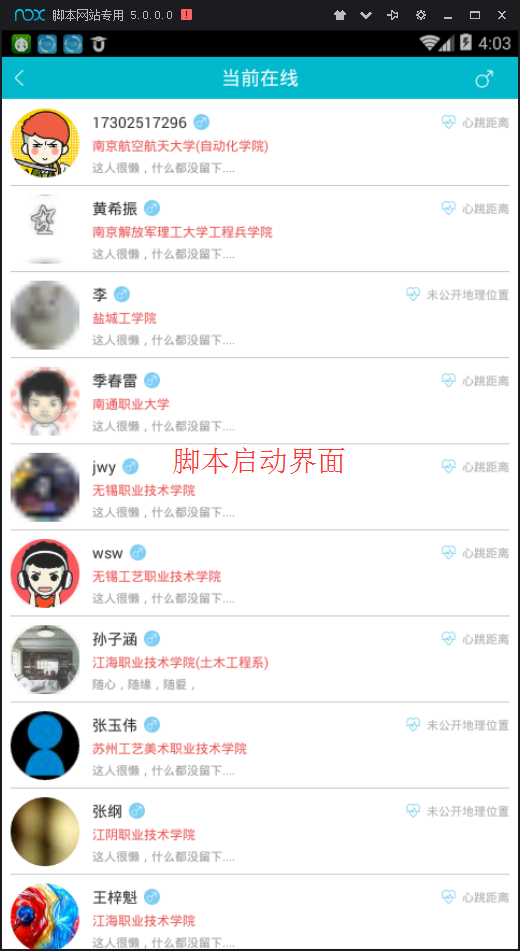 nox 脚本网站专用 5.0.0.0
4:03
当前在线
17302517296
心跳距离
南京航空航天大学(自动化学院)
这人很懒，什么都没留下....
黄希振
心跳距离
南京解放军理工大学工程兵学院
这人很懒，什么都没留下....
李
未公开地理位置
盐城工学院
这人很懒，什么都没留下....
季春雷
心跳距离
南通职业大学
这人很懒，什么都没留下....
脚本启动界面
jwy
心跳距离
无锡职业技术学院
这人很懒，什么都没留下....
wsw
心跳距离
无锡工艺职业技术学院
这人很懒，什么都没留下....
孙子涵
心跳距离
江海职业技术学院(土木工程系)
随心，随缘，随爱，
张玉伟
未公开地理位置
苏州工艺美术职业技术学院
这人很懒，什么都没留下....
张纲
未公开地理位置
江阴职业技术学院
这人很懒，什么都没留下....
王梓魁
心跳距离
江海职业技术学院
这人很懒，什么都没留下....